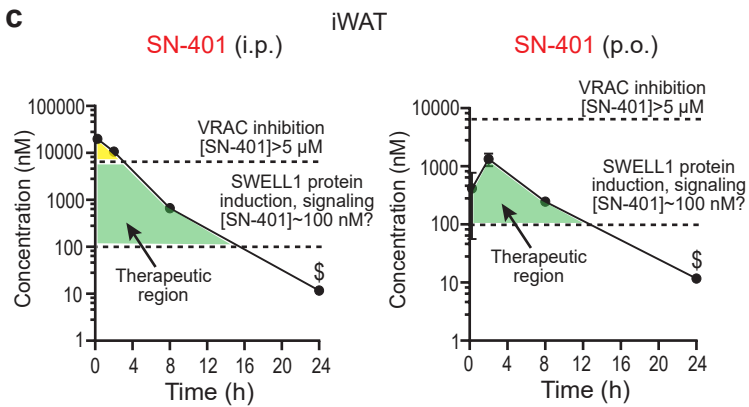 c
iWAT
SN-401 (i.p.)
Concentration (nM)
100000
10000
1000
100
10
1
VRAC inhibition
[SN-401]>5 µM
SWELL1 protein
induction, signaling
[SN-401]~100 nM?
Therapeutic
region
$
0 4 8 12 16 20 24
Time (h)
SN-401 (p.o.)
Concentration (nM)
10000
1000
100
10
1
VRAC inhibition
[SN-401]>5 µM
SWELL1 protein
induction, signaling
[SN-401]~100 nM?
Therapeutic
region
$
0 4 8 12 16 20 24
Time (h)